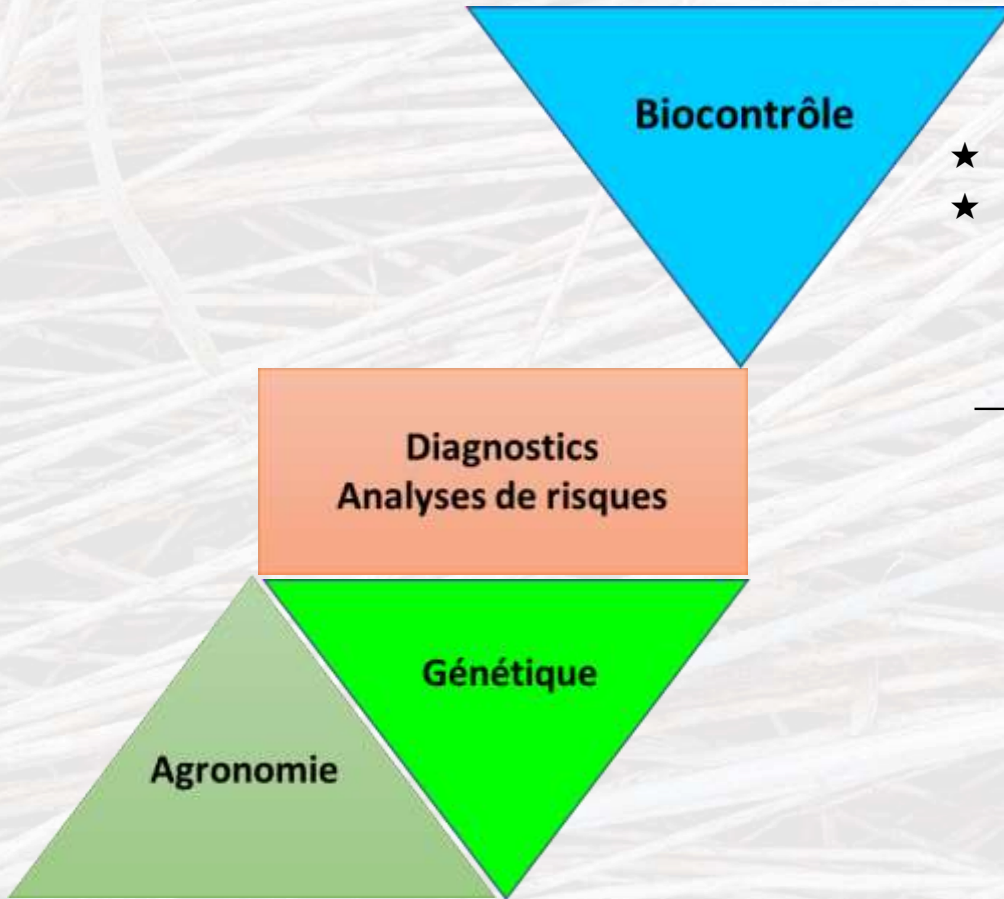 Biocontrôle
★
★
Diagnostics
Analyses de risques
Génétique
Agronomie